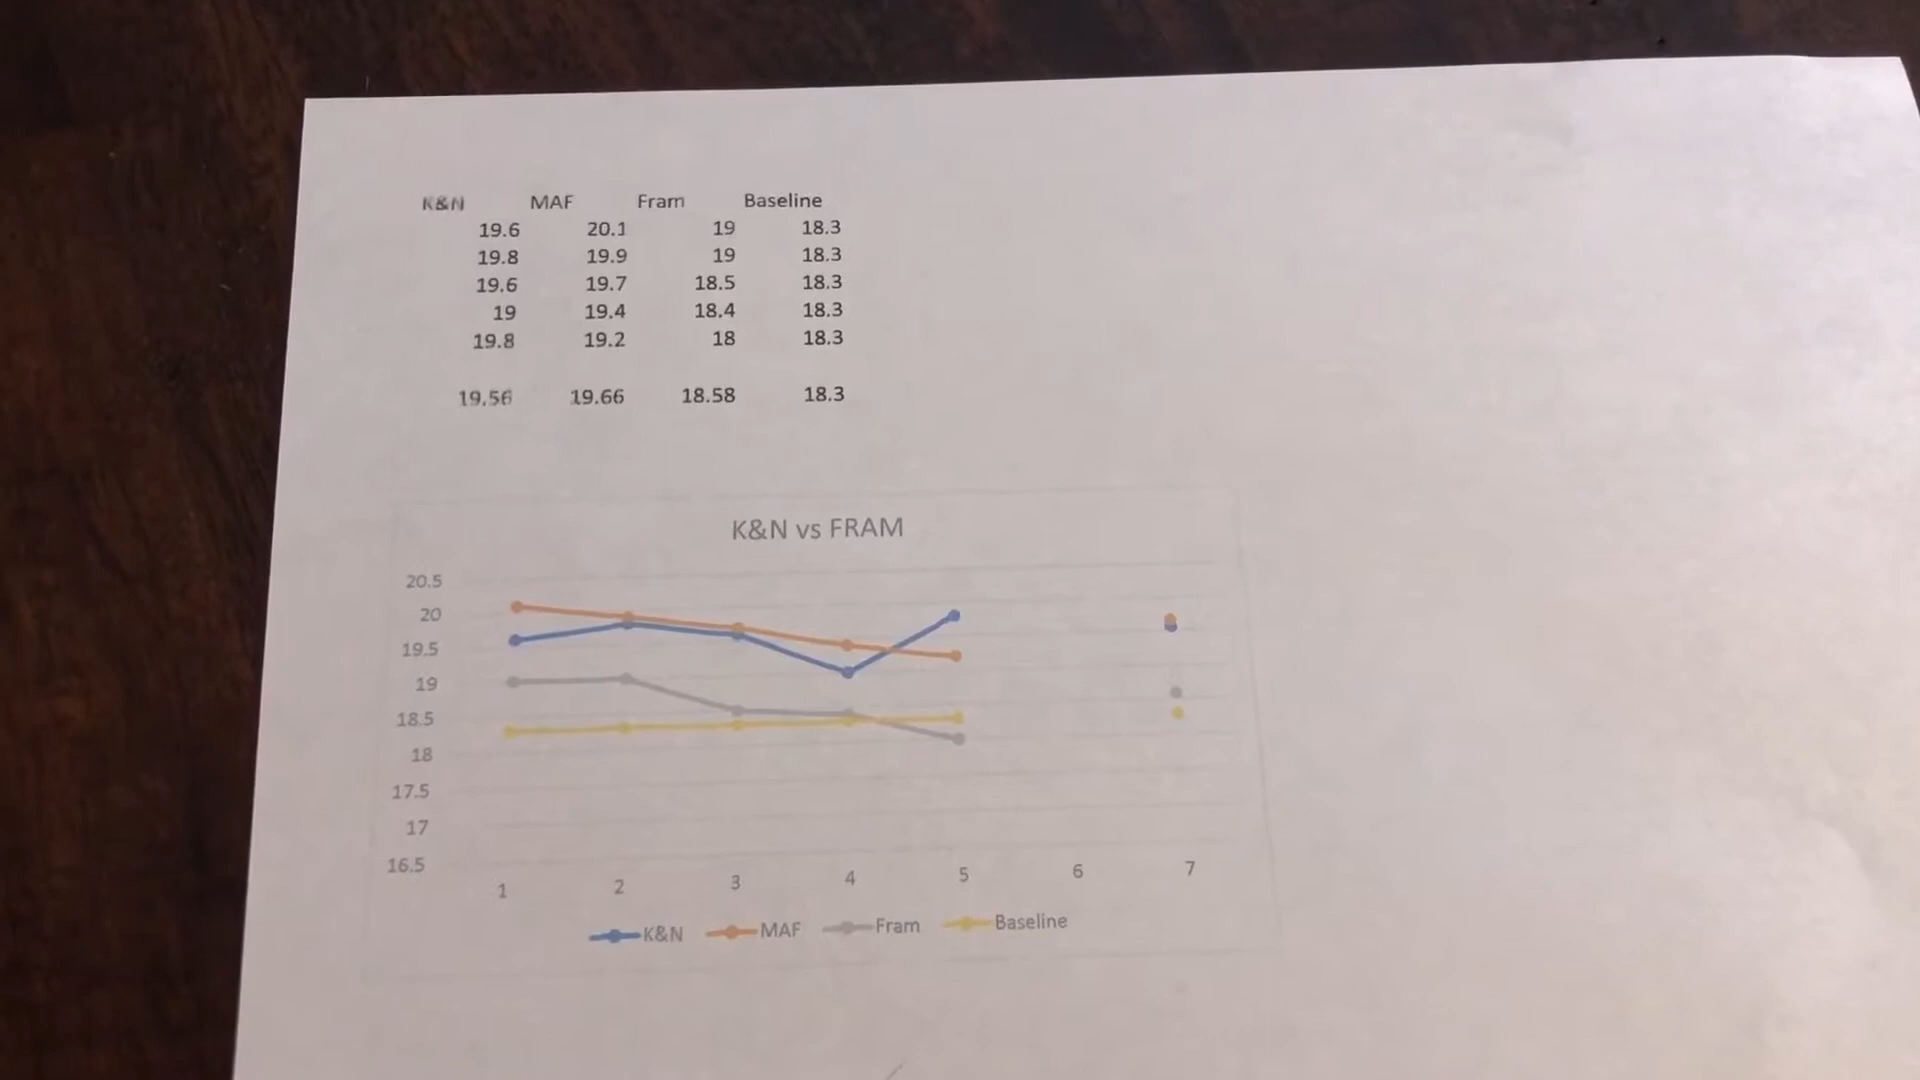 K&N MAF Fram Baseline
19.6 20.1 19 18.3
19.8 19.9 19 18.3
19.6 19.7 18.5 18.3
19 19.4 18.4 18.3
19.8 19.2 18 18.3
19.56 19.66 18.58 18.3
K&N vs FRAM
20.5
20
19.5
19
18.5
18
17.5
17
16.5
1 2 3 4 5 6 7
K&N MAF Fram Baseline